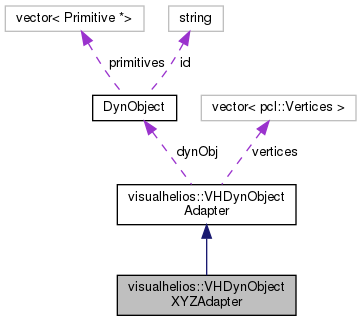 vector< Primitive *>
string
primitives
id
DynObject
vector< pcl::Vertices >
dynObj
vertices
visualhelios::VHDynObject
Adapter
visualhelios::VHDynObject
XYZAdapter